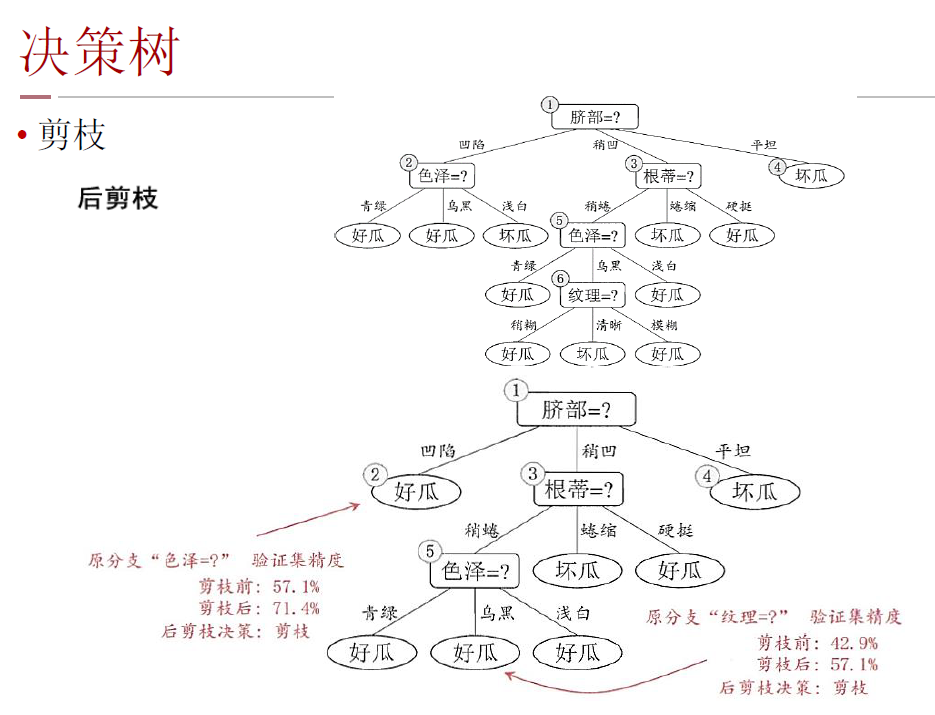 决策树
• 剪枝
后剪枝
① 脐部=?
凹陷 稍凹 平坦
② 色泽=? ③ 根蒂=? ④ 坏瓜
青绿 乌黑 浅白 稍蜷 蜷缩 硬挺
好瓜 好瓜 坏瓜 ⑤ 色泽=? 坏瓜 好瓜
青绿 乌黑 浅白
好瓜 ⑥ 纹理=? 好瓜
稍糊 清晰 模糊
好瓜 坏瓜 好瓜
① 脐部=?
凹陷 稍凹 平坦
② 好瓜 ③ 根蒂=? ④ 坏瓜
稍蜷 蜷缩 硬挺
⑤ 色泽=? 坏瓜 好瓜
青绿 乌黑 浅白
好瓜 好瓜 好瓜
原分支“色泽=?” 验证集精度
剪枝前: 57.1%
剪枝后: 71.4%
后剪枝决策: 剪枝
原分支“纹理=?” 验证集精度
剪枝前: 42.9%
剪枝后: 57.1%
后剪枝决策: 剪枝